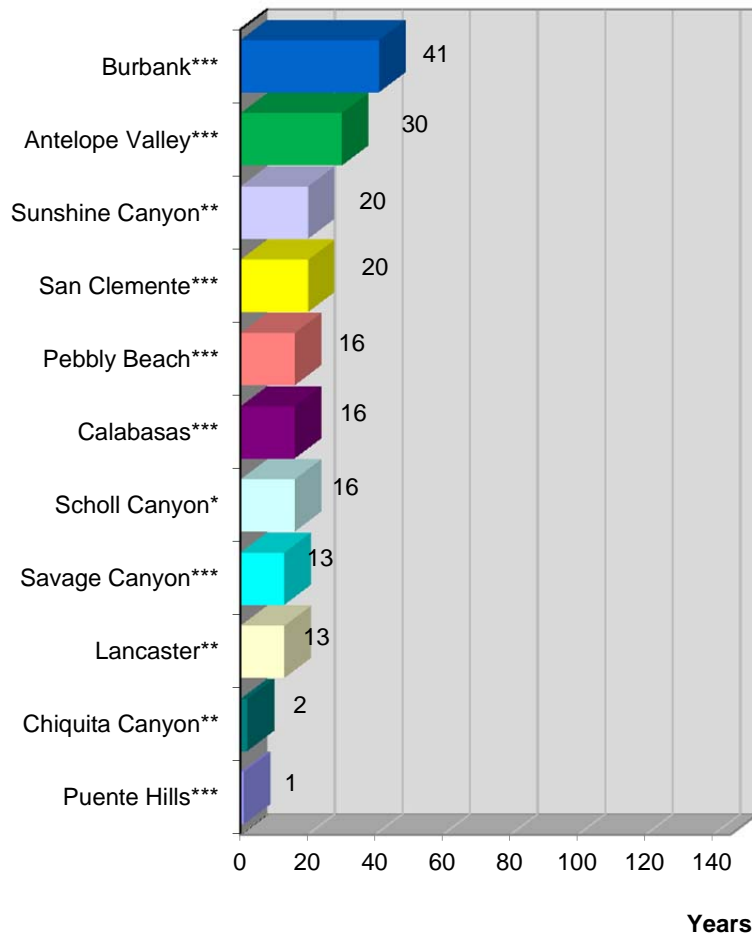 Burbank*** 41
Antelope Valley*** 30
Sunshine Canyon** 20
San Clemente*** 20
Pebbly Beach*** 16
Calabasas*** 16
Scholl Canyon* 16
Savage Canyon*** 13
Lancaster** 13
Chiquita Canyon** 2
Puente Hills*** 1
0 20 40 60 80 100 120 140
Years